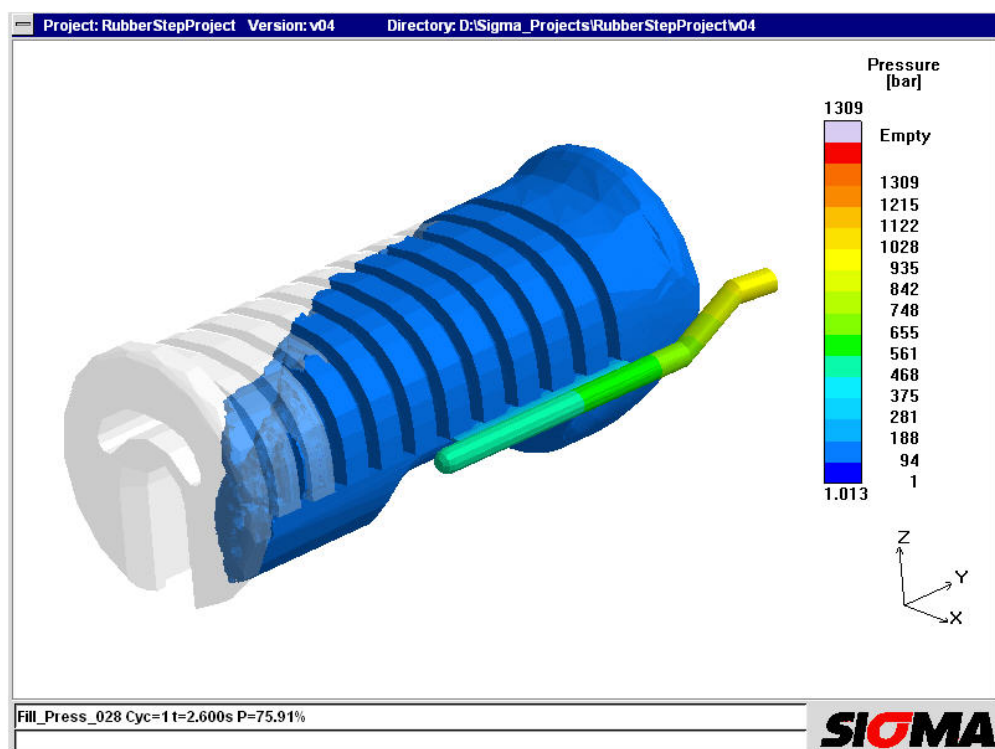 Project: RubberStepProject Version: v04 Directory: D:\Sigma_Projects\RubberStepProject\v04
Pressure
[bar]
1309
Empty
1309
1215
1122
1028
935
842
748
655
561
468
375
281
188
94
1
1.013
Z
Y
X
Fill_Press_028 Cyc=1 t=2.600s P=75.91%
SIGMA